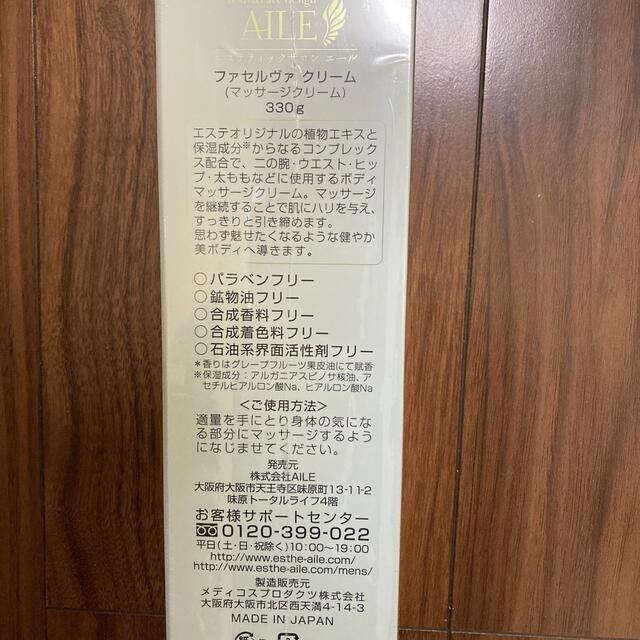 AILE
エステティックサロン エール
ファセルヴァ クリーム
(マッサージクリーム)
330g
エステオリジナルの植物エキスと
保湿成分※からなるコンプレック
ス配合で、二の腕・ウエスト・ヒッ
プ・太ももなどに使用するボディ
マッサージクリーム。マッサージ
を継続することで肌にハリを与え、
すっきりと引き締めます。
思わず魅せたくなるような健やか
美ボディへ導きます。
○パラベンフリー
○鉱物油フリー
○合成香料フリー
○合成着色料フリー
○石油系界面活性剤フリー
＊香りはグレープフルーツ果皮油にて賦香
※保湿成分：アルガニアスピノサ核油、ア
セチルヒアルロン酸Na、ヒアルロン酸Na
＜ご使用方法＞
適量を手にとり身体の気にな
る部分にマッサージするよう
になじませてください。
発売元
株式会社AILE
大阪府大阪市天王寺区味原町13-11-2
味原トータルライフ4階
お客様サポートセンター
0120-399-022
平日(土・日・祝除く)10:00～19:00
http://www.esthe-aile.com/
http://www.esthe-aile.com/mens/
製造販売元
メディコスプロダクツ株式会社
大阪府大阪市北区西天満4-14-3
MADE IN JAPAN